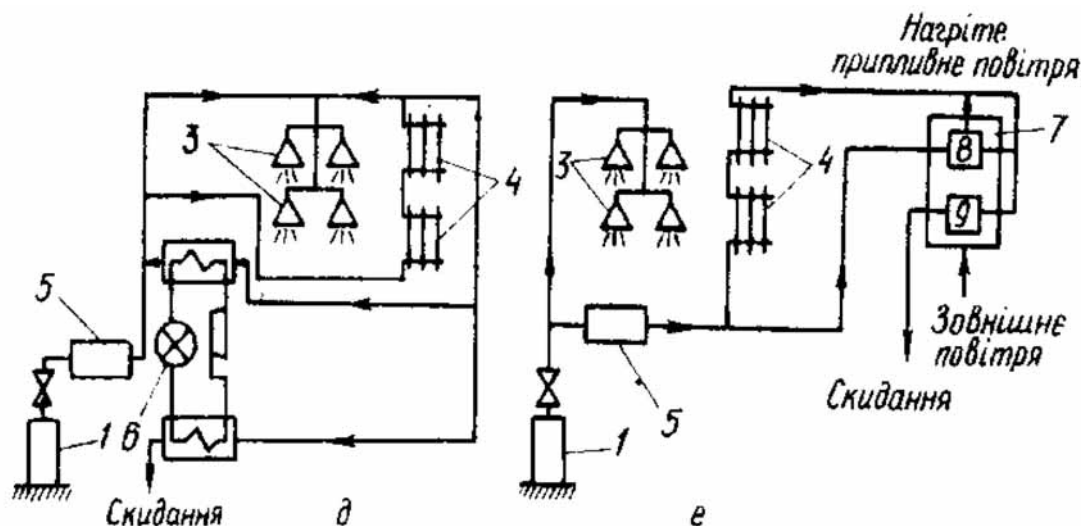 Нагріте
припливне повітря
3
4
5
1
6
Скидання
д
3
4
7
8
9
5
1
Зовнішнє
повітря
Скидання
е